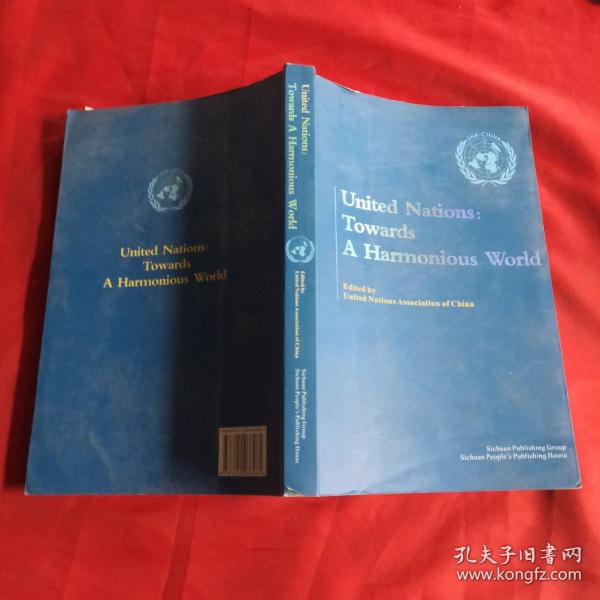 United Nations:
Towards
A Harmonious World
United Nations:
Towards A Harmonious World
Edited by
United Nations Association of China
Sichuan Publishing Group
Sichuan People's Publishing House
UNA-CHINA
United Nations:
Towards
A Harmonious World
Edited by
United Nations Association of China
Sichuan Publishing Group
Sichuan People's Publishing House
孔夫子旧书网
www.kongfz.com